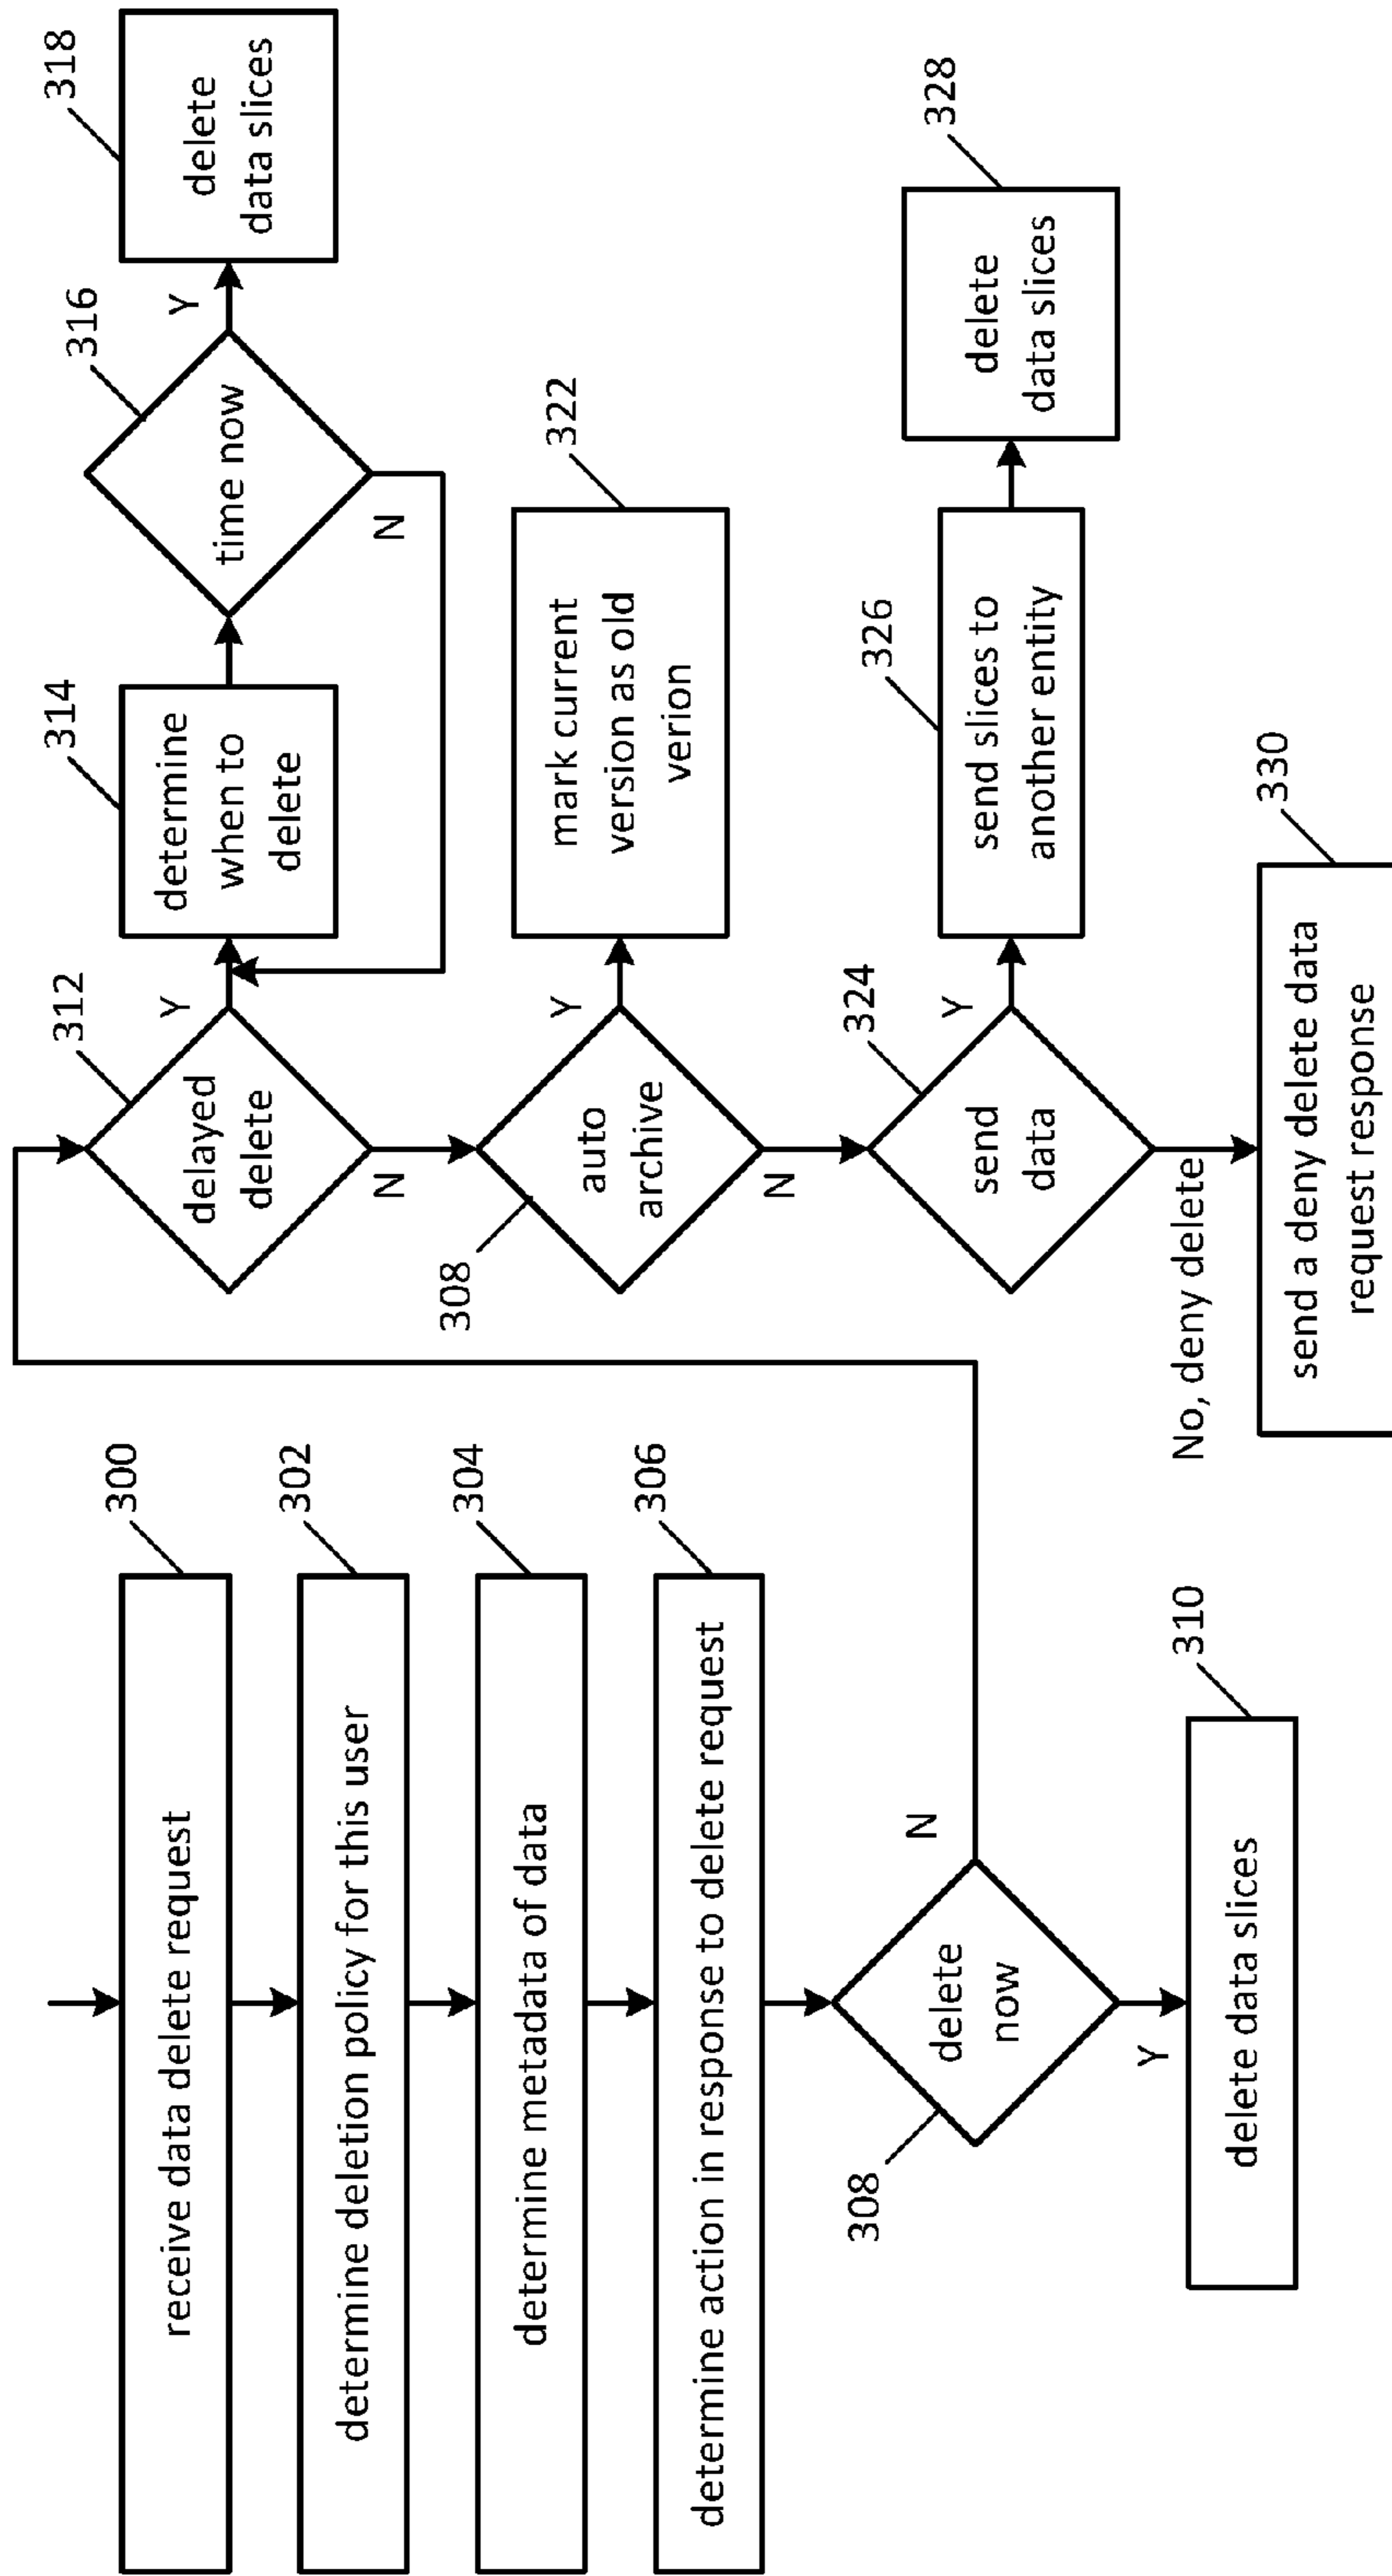 300
receive data delete request
302
determine deletion policy for this user
304
determine metadata of data
306
determine action in response to delete request
308
delete
now
N
Y
310
delete data slices
312
delayed
delete
Y
N
314
determine
when to
delete
316
time now
Y
N
318
delete
data slices
308
auto
archive
Y
N
322
mark current
version as old
verion
324
send
data
Y
No, deny delete
326
send slices to
another entity
328
delete
data slices
330
send a deny delete data
request response